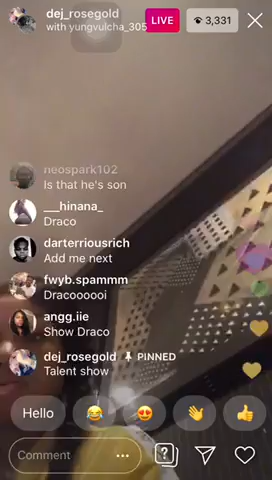 dej_rosegold
with yungvulcha_305
LIVE
3,331
neospark102
Is that he's son
___hinana_
Draco
darterriousrich
Add me next
fwyb.spammm
Dracoooooi
angg.iie
Show Draco
dej_rosegold PINNED
Talent show
Hello
Comment